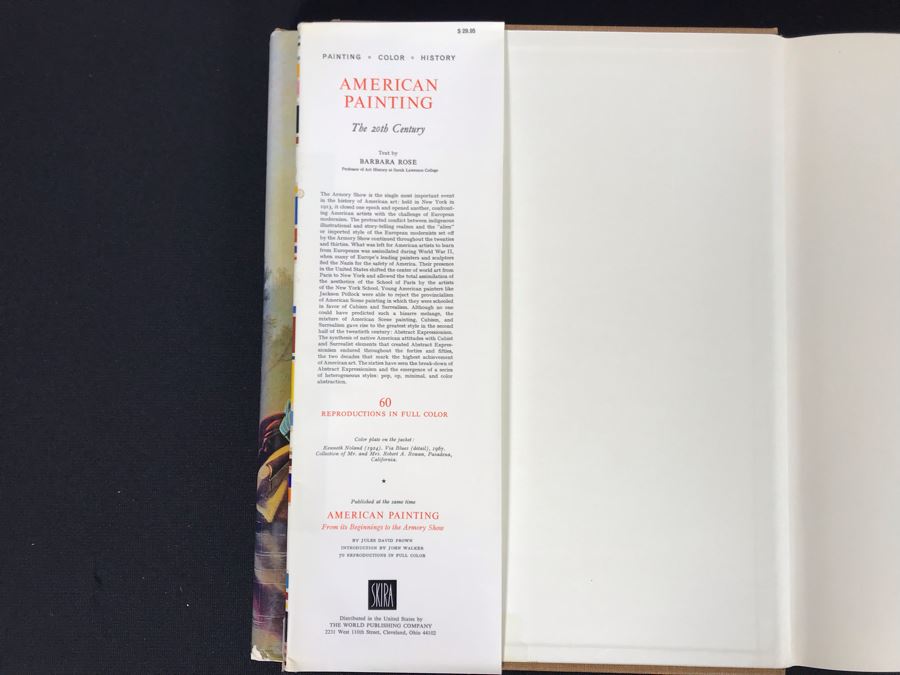 $ 29.95
PAINTING • COLOR • HISTORY
AMERICAN
PAINTING
The 20th Century
Text by
BARBARA ROSE
Professor of Art History at Sarah Lawrence College
The Armory Show is the single most important event
in the history of American art: held in New York in
1913, it closed one epoch and opened another, confront-
ing American artists with the challenge of European
modernism. The protracted conflict between indigenous
illustrational and story-telling realism and the "alien"
or imported style of the European modernists set off
by the Armory Show continued throughout the twenties
and thirties. What was left for American artists to learn
from Europeans was assimilated during World War II,
when many of Europe's leading painters and sculptors
fled the Nazis for the safety of America. Their presence
in the United States shifted the center of world art from
Paris to New York and allowed the total assimilation of
the aesthetics of the School of Paris by the artists
of the New York School. Young American painters like
Jackson Pollock were able to reject the provincialism
of American Scene painting in which they were schooled
in favor of Cubism and Surrealism. Although no one
could have predicted such a bizarre melange, the
mixture of American Scene painting, Cubism, and
Surrealism gave rise to the greatest style in the second
half of the twentieth century: Abstract Expressionism.
The synthesis of native American attitudes with Cubist
and Surrealist elements that created Abstract Expres-
sionism endured throughout the forties and fifties,
the two decades that mark the highest achievement
of American art. The sixties have seen the break-down of
Abstract Expressionism and the emergence of a series
of heterogeneous styles: pop, op, minimal, and color
abstraction.
60
REPRODUCTIONS IN FULL COLOR
Color plate on the jacket:
Kenneth Noland (1924). Via Blues (detail), 1967.
Collection of Mr. and Mrs. Robert A. Rowan, Pasadena,
California.
★
Published at the same time
AMERICAN PAINTING
From its Beginnings to the Armory Show
BY JULES DAVID PROWN
INTRODUCTION BY JOHN WALKER
70 REPRODUCTIONS IN FULL COLOR
SKIRA
Distributed in the United States by
THE WORLD PUBLISHING COMPANY
2231 West 110th Street, Cleveland, Ohio 44102